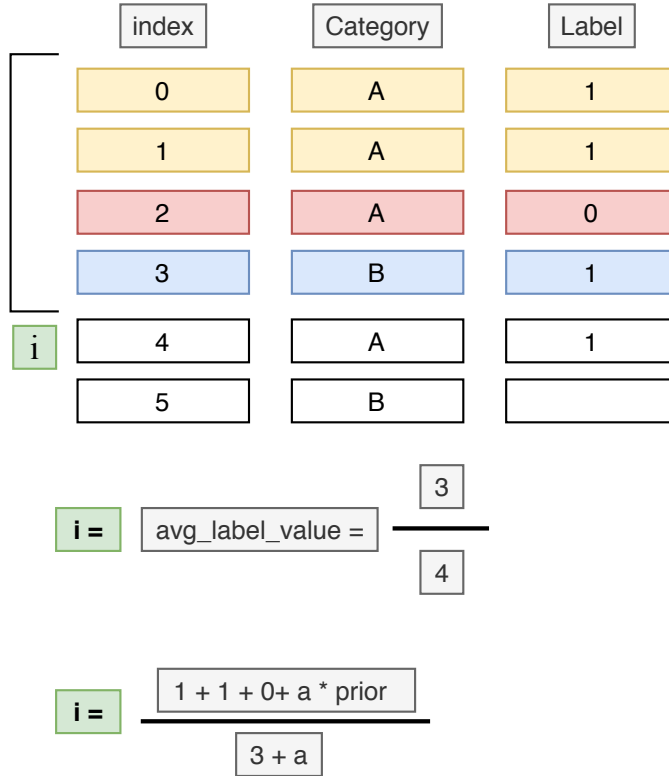 index Category Label
0 A 1
1 A 1
2 A 0
3 B 1
i 4 A 1
5 B
3
i = avg_label_value =
4
1 + 1 + 0+ a * prior
i =
3 + a